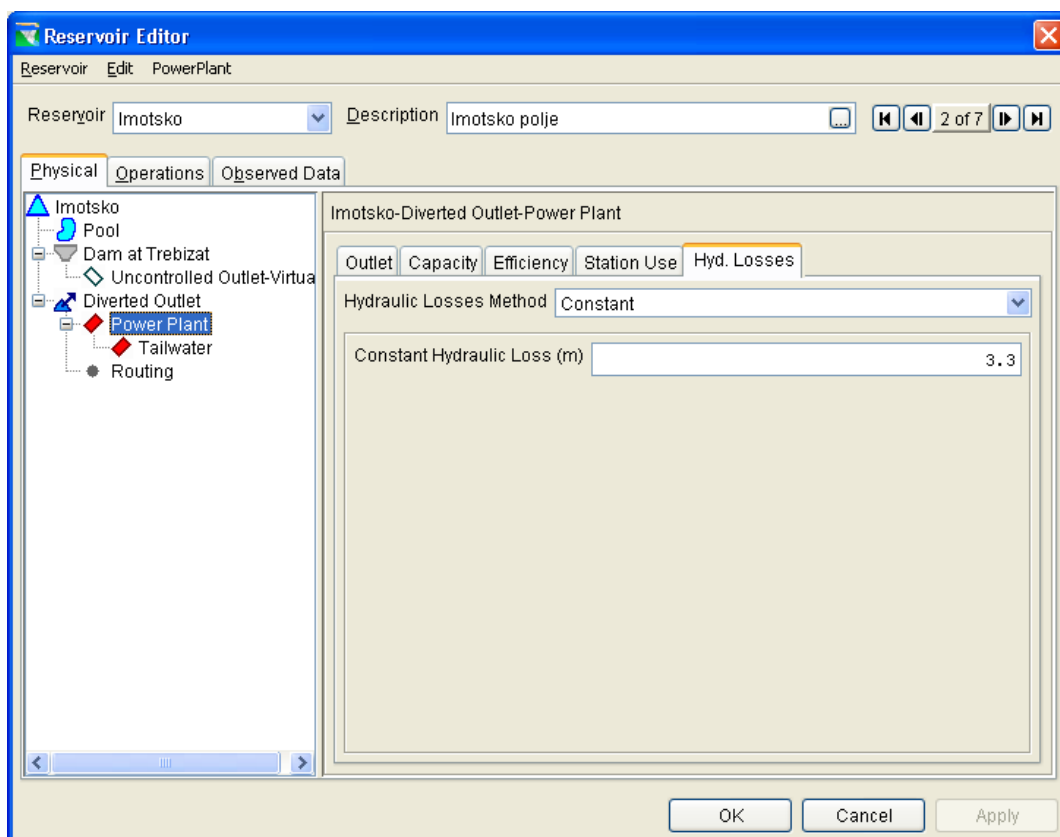 Reservoir Editor
Reservoir Edit PowerPlant
Reservoir Imotsko Description Imotsko polje ... 2 of 7
Physical Operations Observed Data
Imotsko
Pool
Dam at Trebizat
Uncontrolled Outlet-Virtua
Diverted Outlet
Power Plant
Tailwater
Routing
Imotsko-Diverted Outlet-Power Plant
Outlet Capacity Efficiency Station Use Hyd. Losses
Hydraulic Losses Method Constant
Constant Hydraulic Loss (m) 3.3
OK Cancel Apply